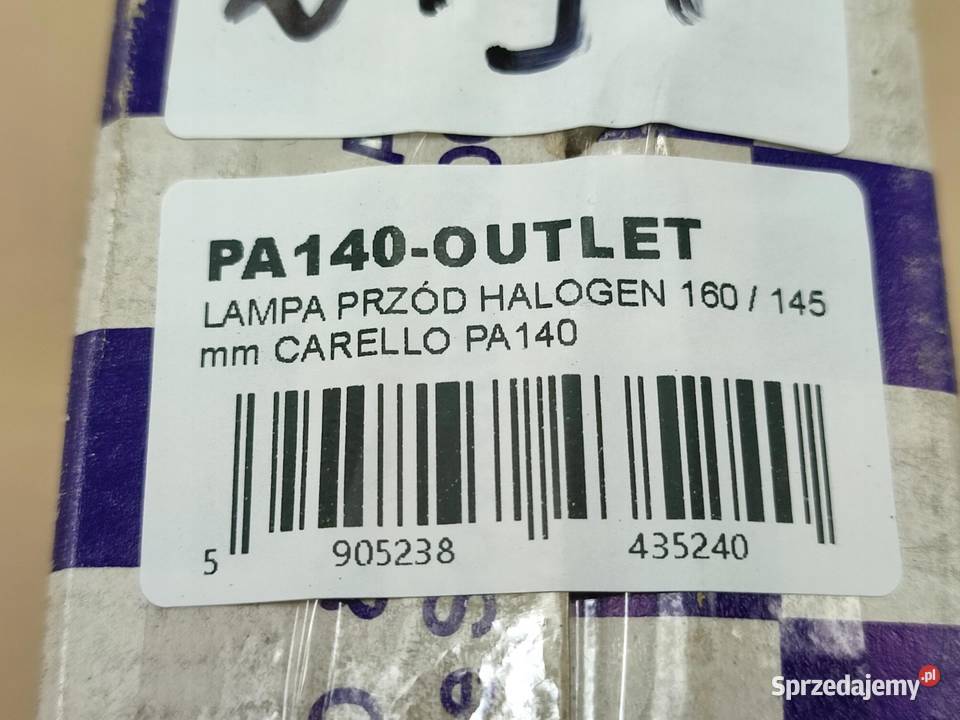 PA140-OUTLET
LAMPA PRZÓD HALOGEN 160 / 145
mm CARELLO PA140
5 905238 435240
Sprzedajemy.pl